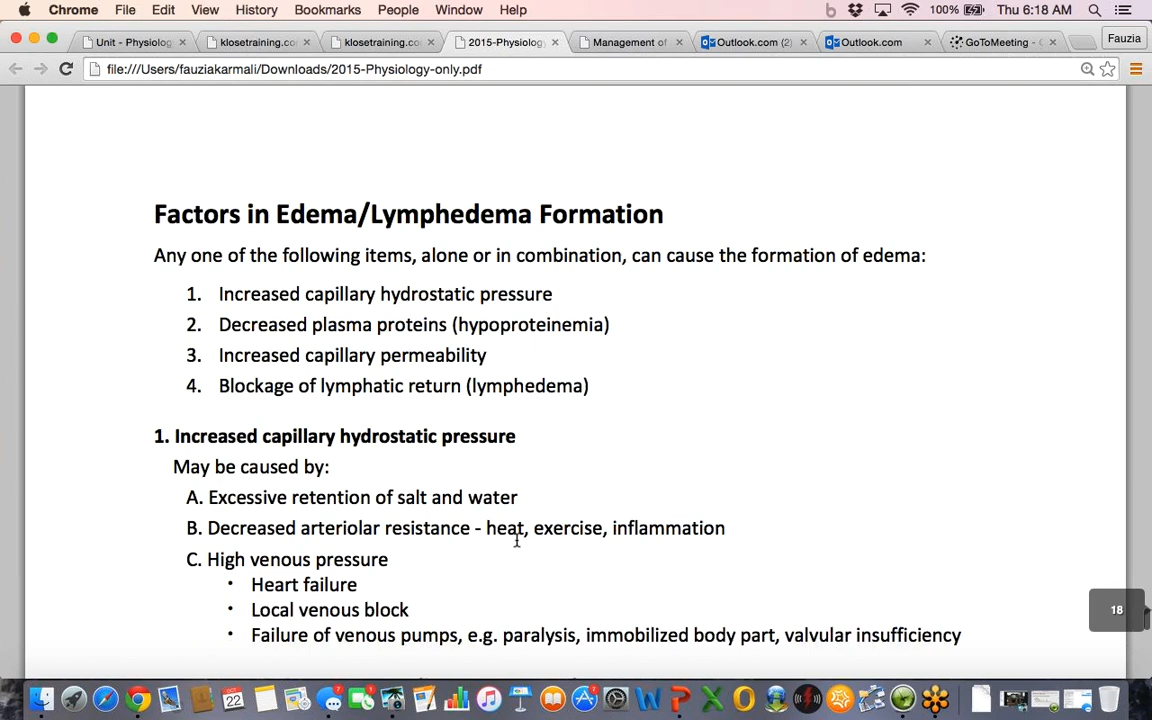 Chrome File Edit View History Bookmarks People Window Help 100% Thu 6:18 AM
Unit - Physiolog klosetraining.co klosetraining.co 2015-Physiolog Management of Outlook.com (2) Outlook.com GoToMeeting - Fauzia
file:///Users/fauziakarmali/Downloads/2015-Physiology-only.pdf
Factors in Edema/Lymphedema Formation
Any one of the following items, alone or in combination, can cause the formation of edema:
1. Increased capillary hydrostatic pressure
2. Decreased plasma proteins (hypoproteinemia)
3. Increased capillary permeability
4. Blockage of lymphatic return (lymphedema)
1. Increased capillary hydrostatic pressure
May be caused by:
A. Excessive retention of salt and water
B. Decreased arteriolar resistance - heat, exercise, inflammation
C. High venous pressure
• Heart failure
• Local venous block
• Failure of venous pumps, e.g. paralysis, immobilized body part, valvular insufficiency
18